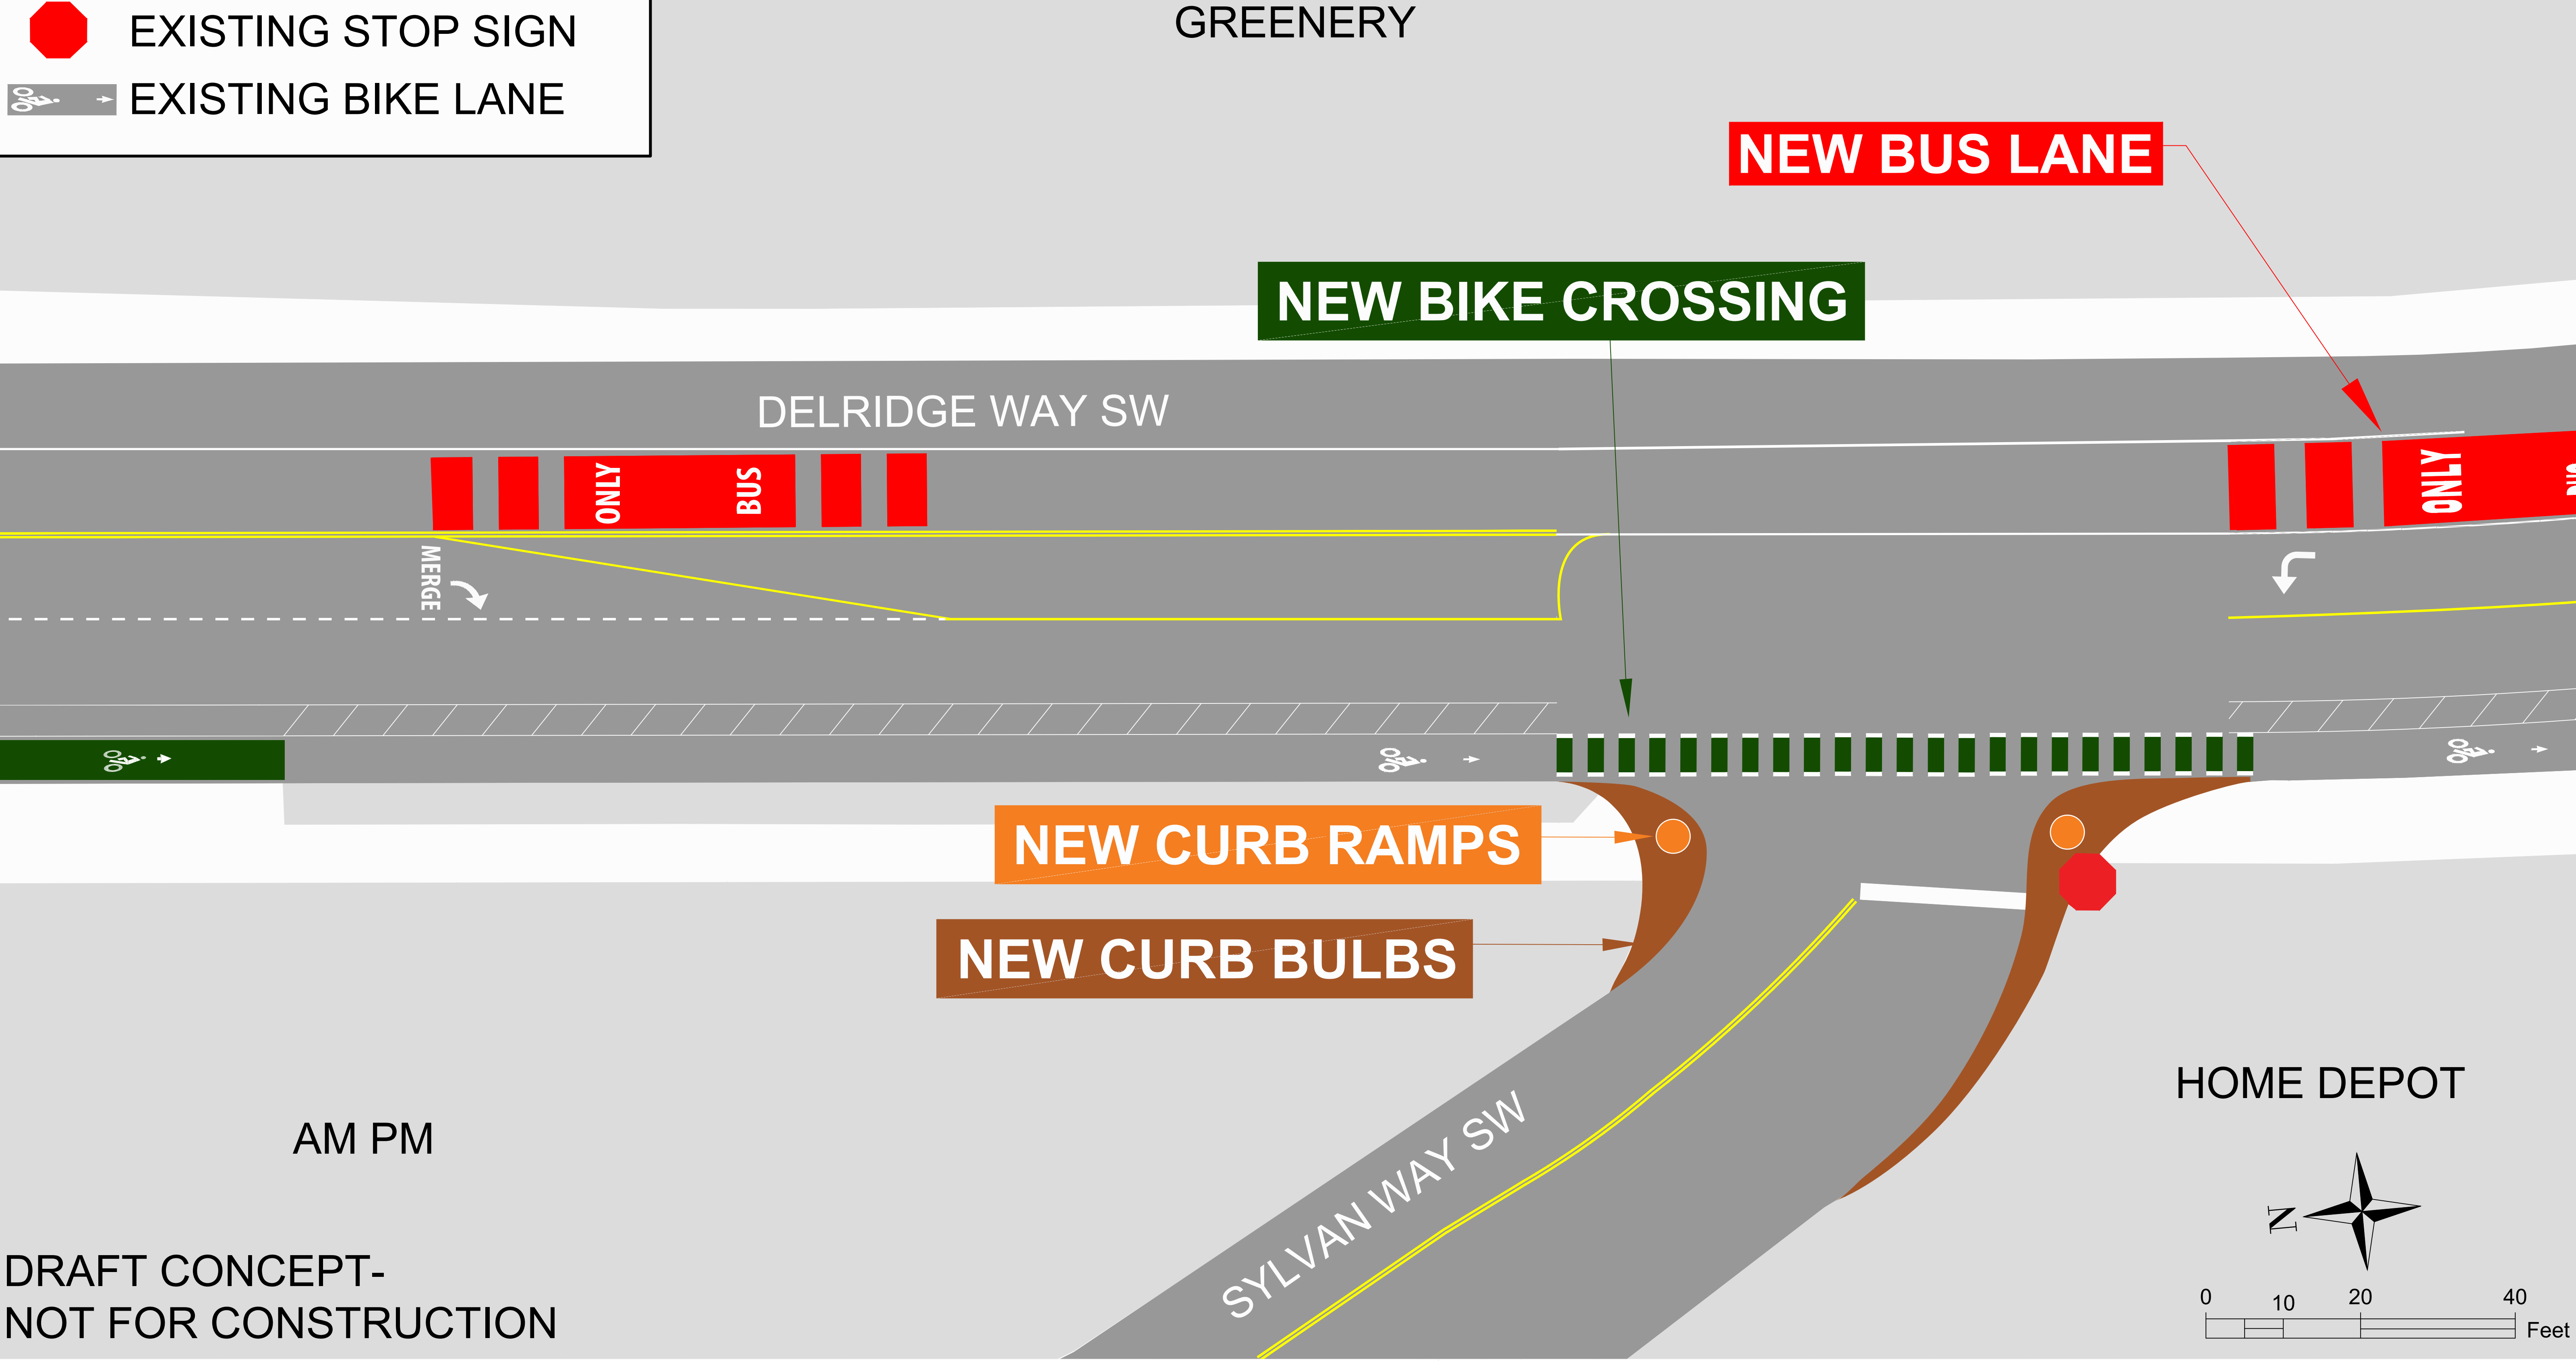 EXISTING STOP SIGN
EXISTING BIKE LANE
GREENERY
NEW BUS LANE
NEW BIKE CROSSING
DELRIDGE WAY SW
ONLY
BUS
ONLY
MERGE
NEW CURB RAMPS
NEW CURB BULBS
SYLVAN WAY SW
HOME DEPOT
AM PM
DRAFT CONCEPT-
NOT FOR CONSTRUCTION
N
0 10 20 40
Feet